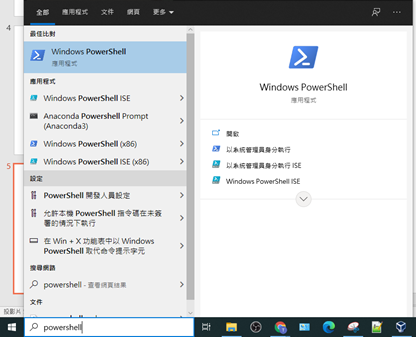 全部 應用程式 文件 網頁 更多
4
最佳比對
Windows PowerShell
應用程式
應用程式
Windows PowerShell ISE
Anaconda Powershell Prompt
(Anaconda3)
Windows PowerShell (x86)
Windows PowerShell ISE (x86)
設定
PowerShell 開發人員設定
允許本機 PowerShell 指令碼在未簽
署的情況下執行
在 Win + X 功能表中以 Windows
PowerShell 取代命令提示字元
搜尋網路
powershell - 查看網頁結果
文件
Windows PowerShell
應用程式
開啟
以系統管理員身分執行
以系統管理員身分執行 ISE
Windows PowerShell ISE
5
投影片
powershell